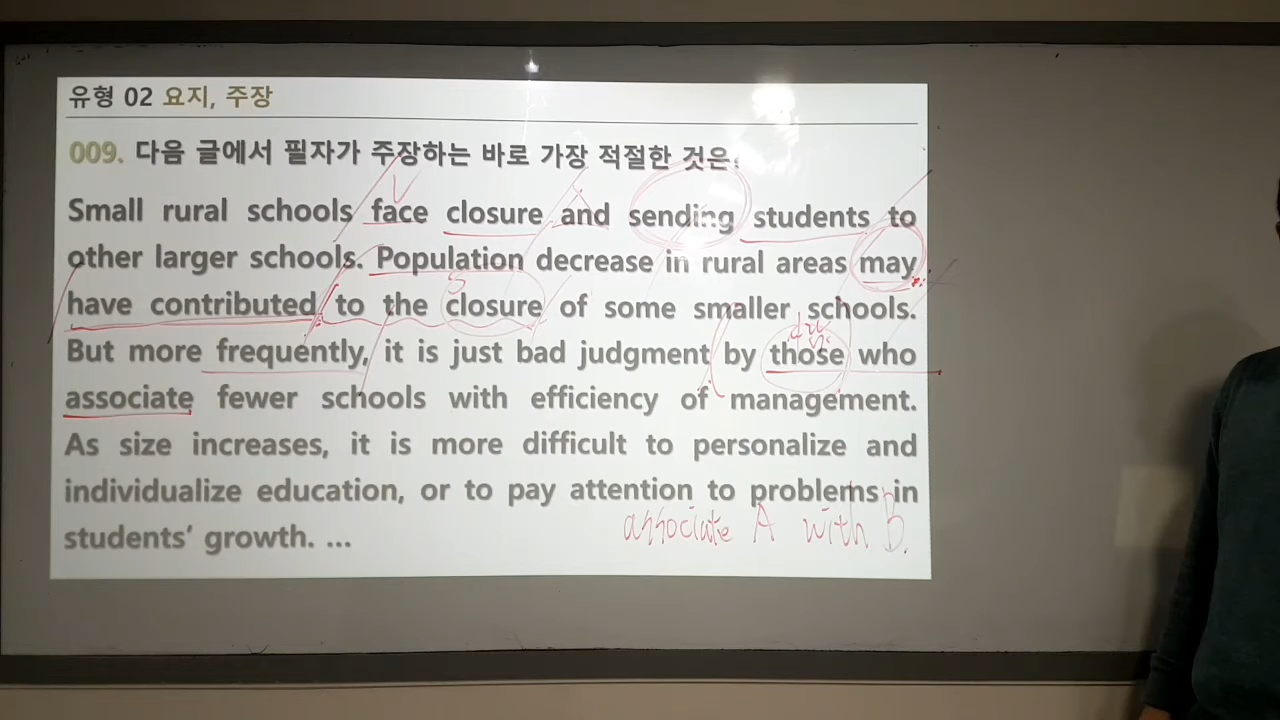 유형 02 요지, 주장
009. 다음 글에서 필자가 주장하는 바로 가장 적절한 것은?
Small rural schools face closure and sending students to
other larger schools. Population decrease in rural areas may
have contributed to the closure of some smaller schools.
But more frequently, it is just bad judgment by those who
associate fewer schools with efficiency of management.
As size increases, it is more difficult to personalize and
individualize education, or to pay attention to problems in
students' growth. ...
associate A with B.